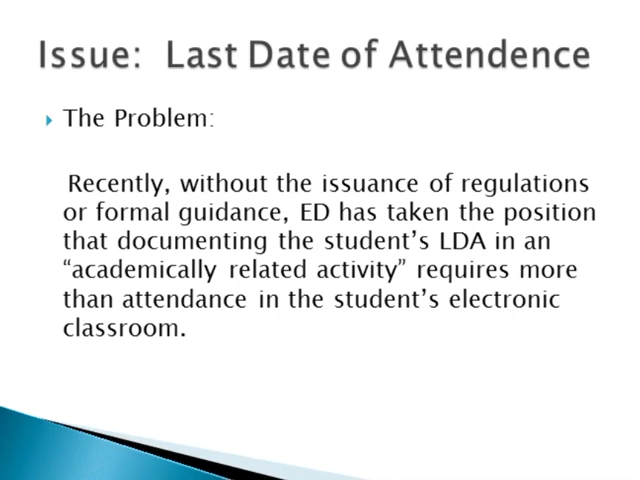 Issue:  Last Date of Attendence
The Problem:
Recently, without the issuance of regulations
or formal guidance, ED has taken the position
that documenting the student’s LDA in an
“academically related activity” requires more
than attendance in the student’s electronic
classroom.